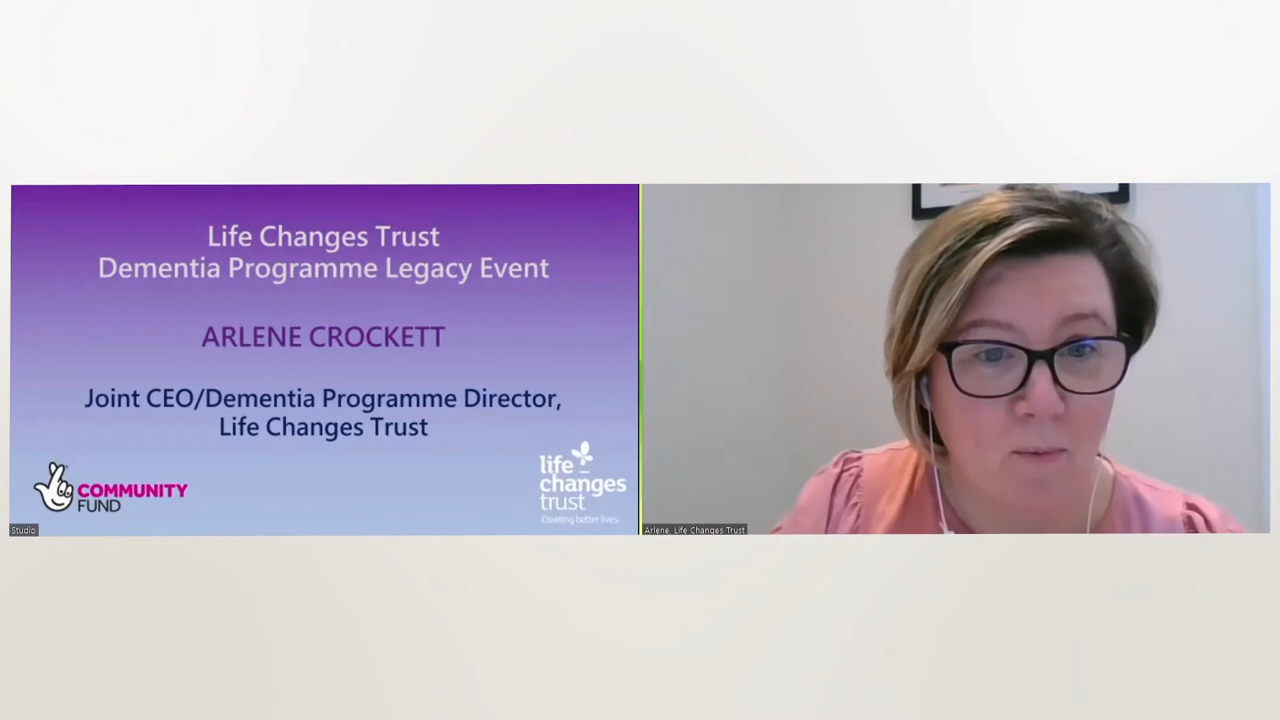 Life Changes Trust
Dementia Programme Legacy Event
ARLENE CROCKETT
Joint CEO/Dementia Programme Director,
Life Changes Trust
COMMUNITY
FUND
life
changes
trust
Creating better lives.
Studio
Arlene, Life Changes Trust